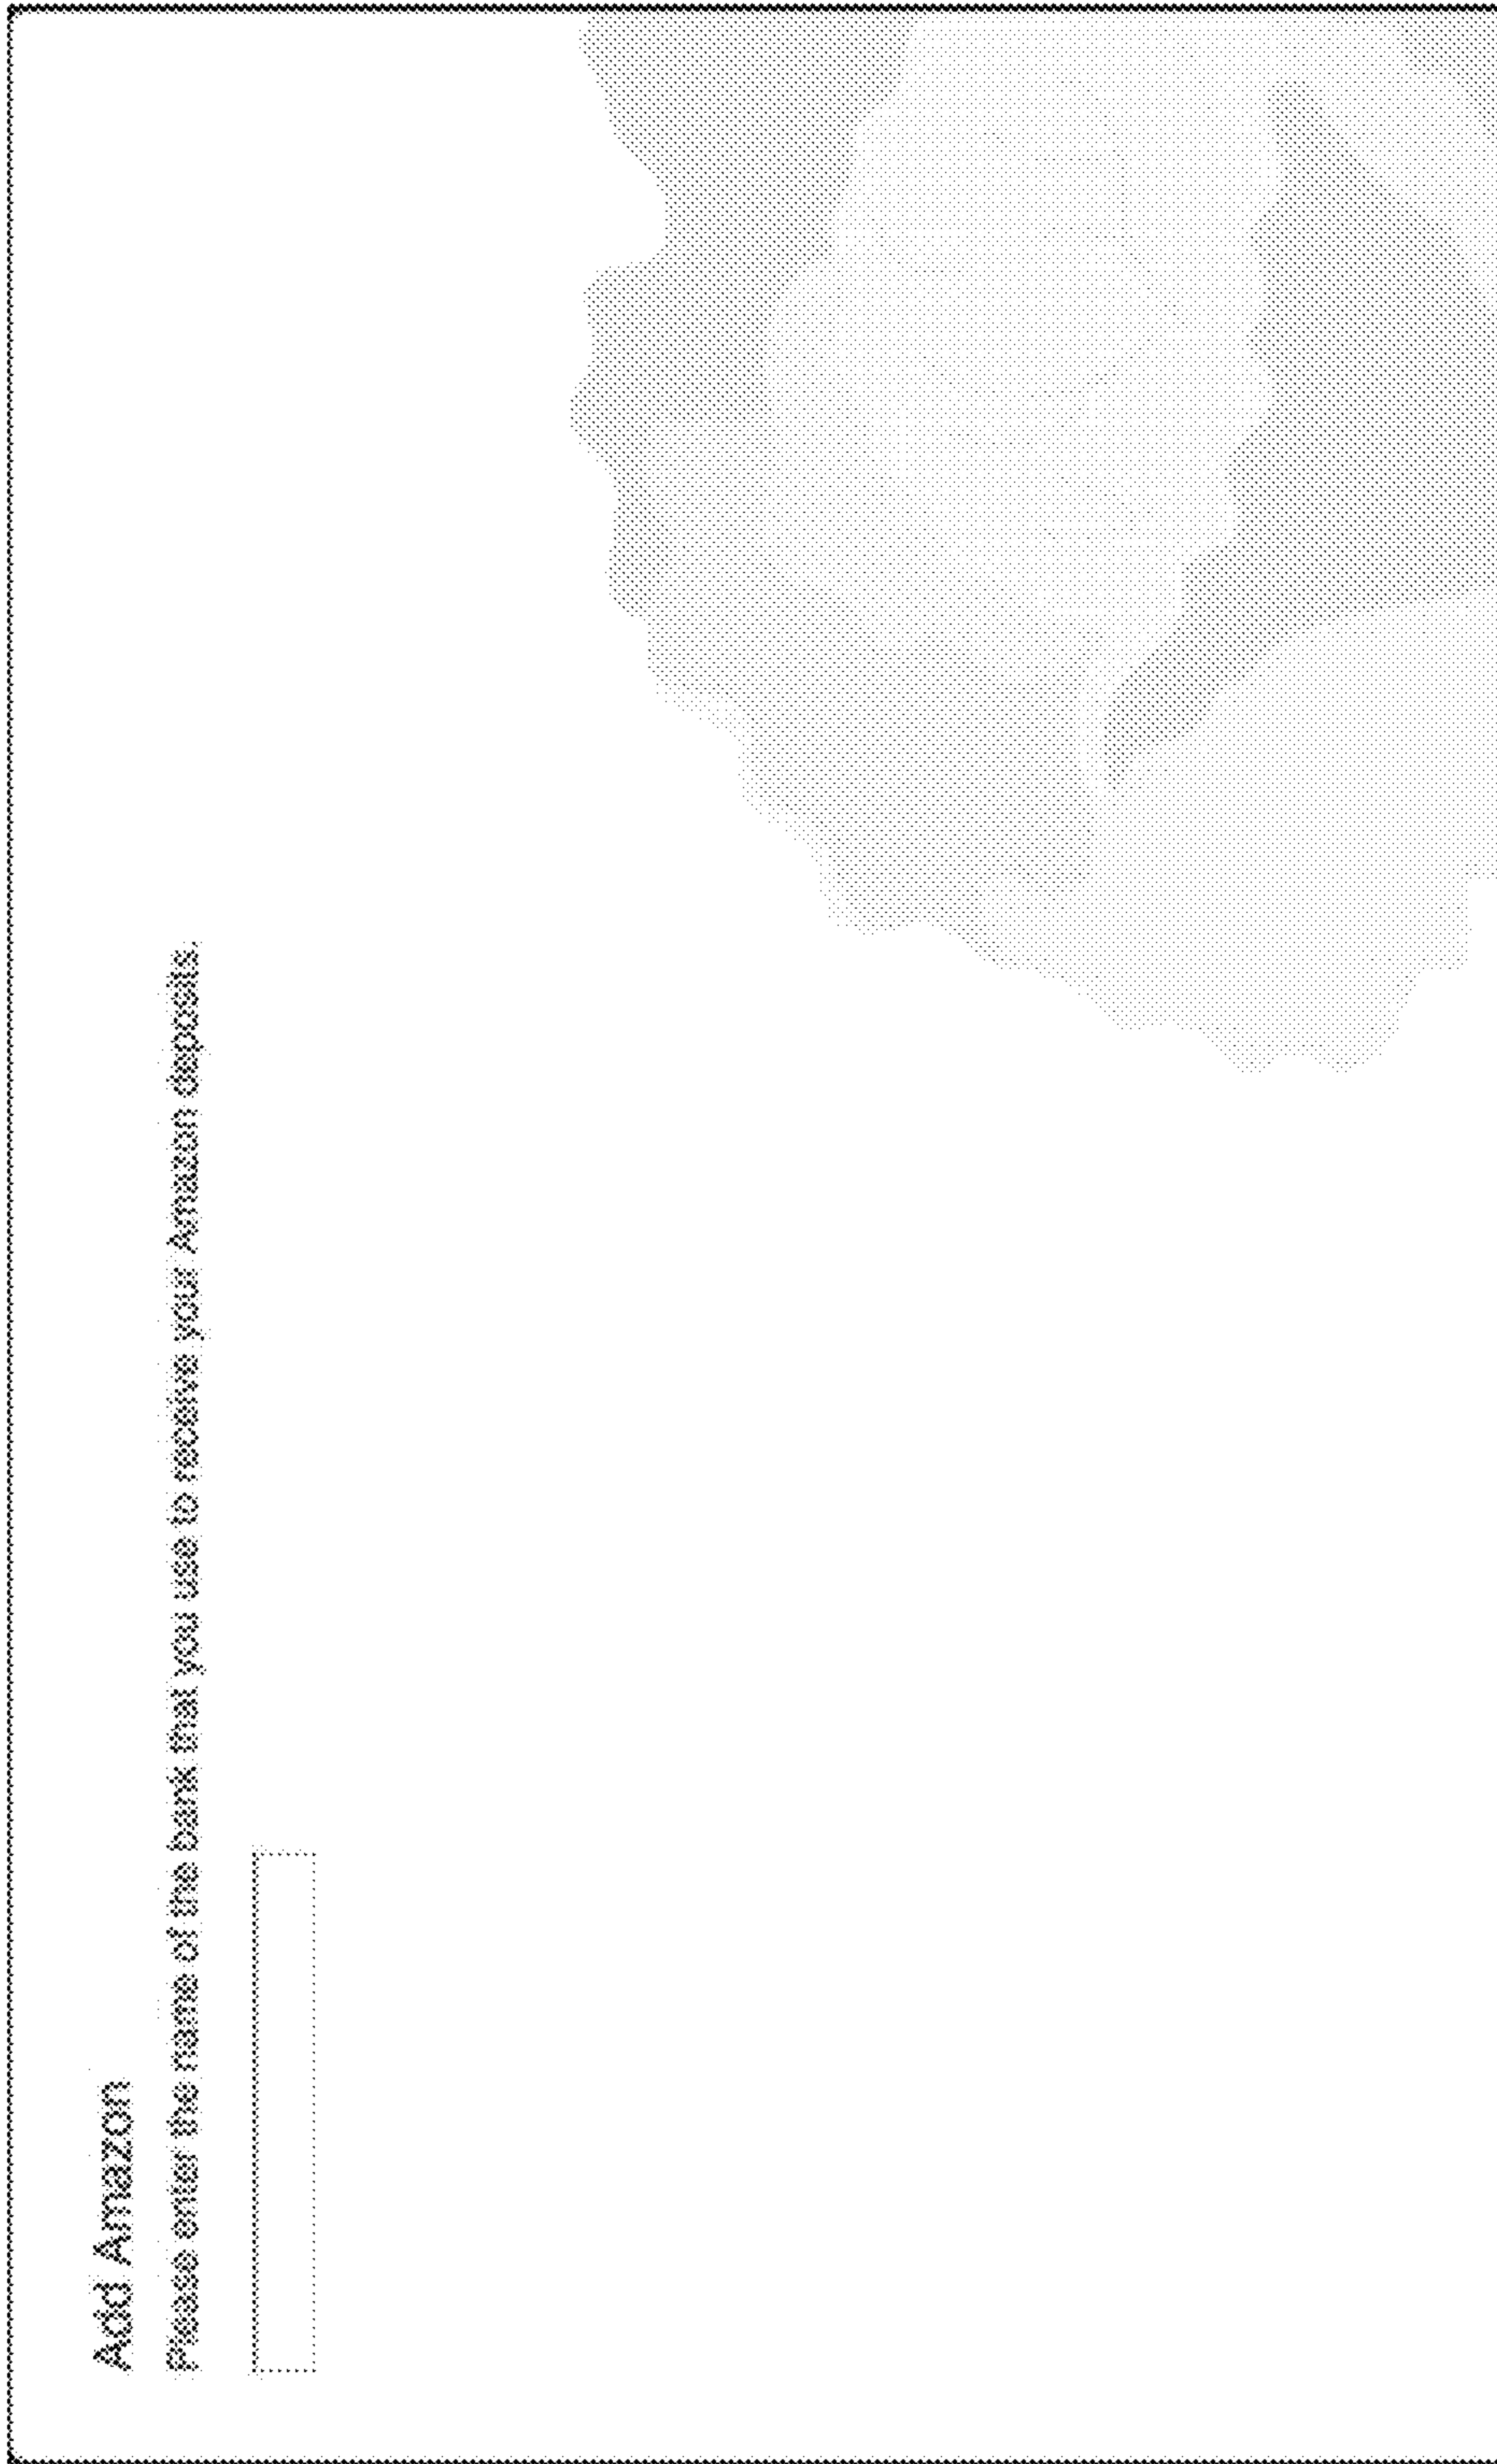 Add Amazon
Please enter the name of the bank that you use to receive your Amazon deposits.